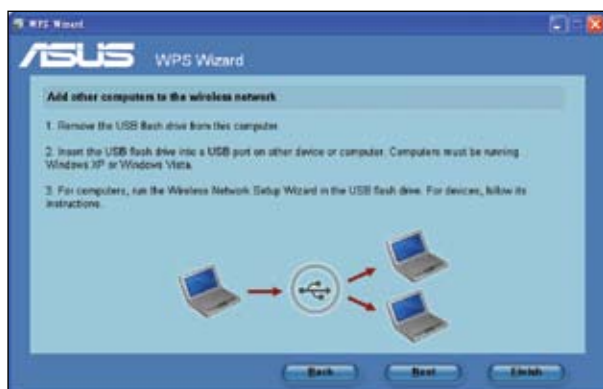 WPS Wizard
ASUS WPS Wizard
Add other computers to the wireless network
1. Remove the USB flash drive from this computer
2. Insert the USB flash drive into a USB port on other device or computer. Computers must be running
Windows XP or Windows Vista.
3. For computers, run the Wireless Network Setup Wizard in the USB flash drive. For devices, follow its
instructions.
Back Next Finish